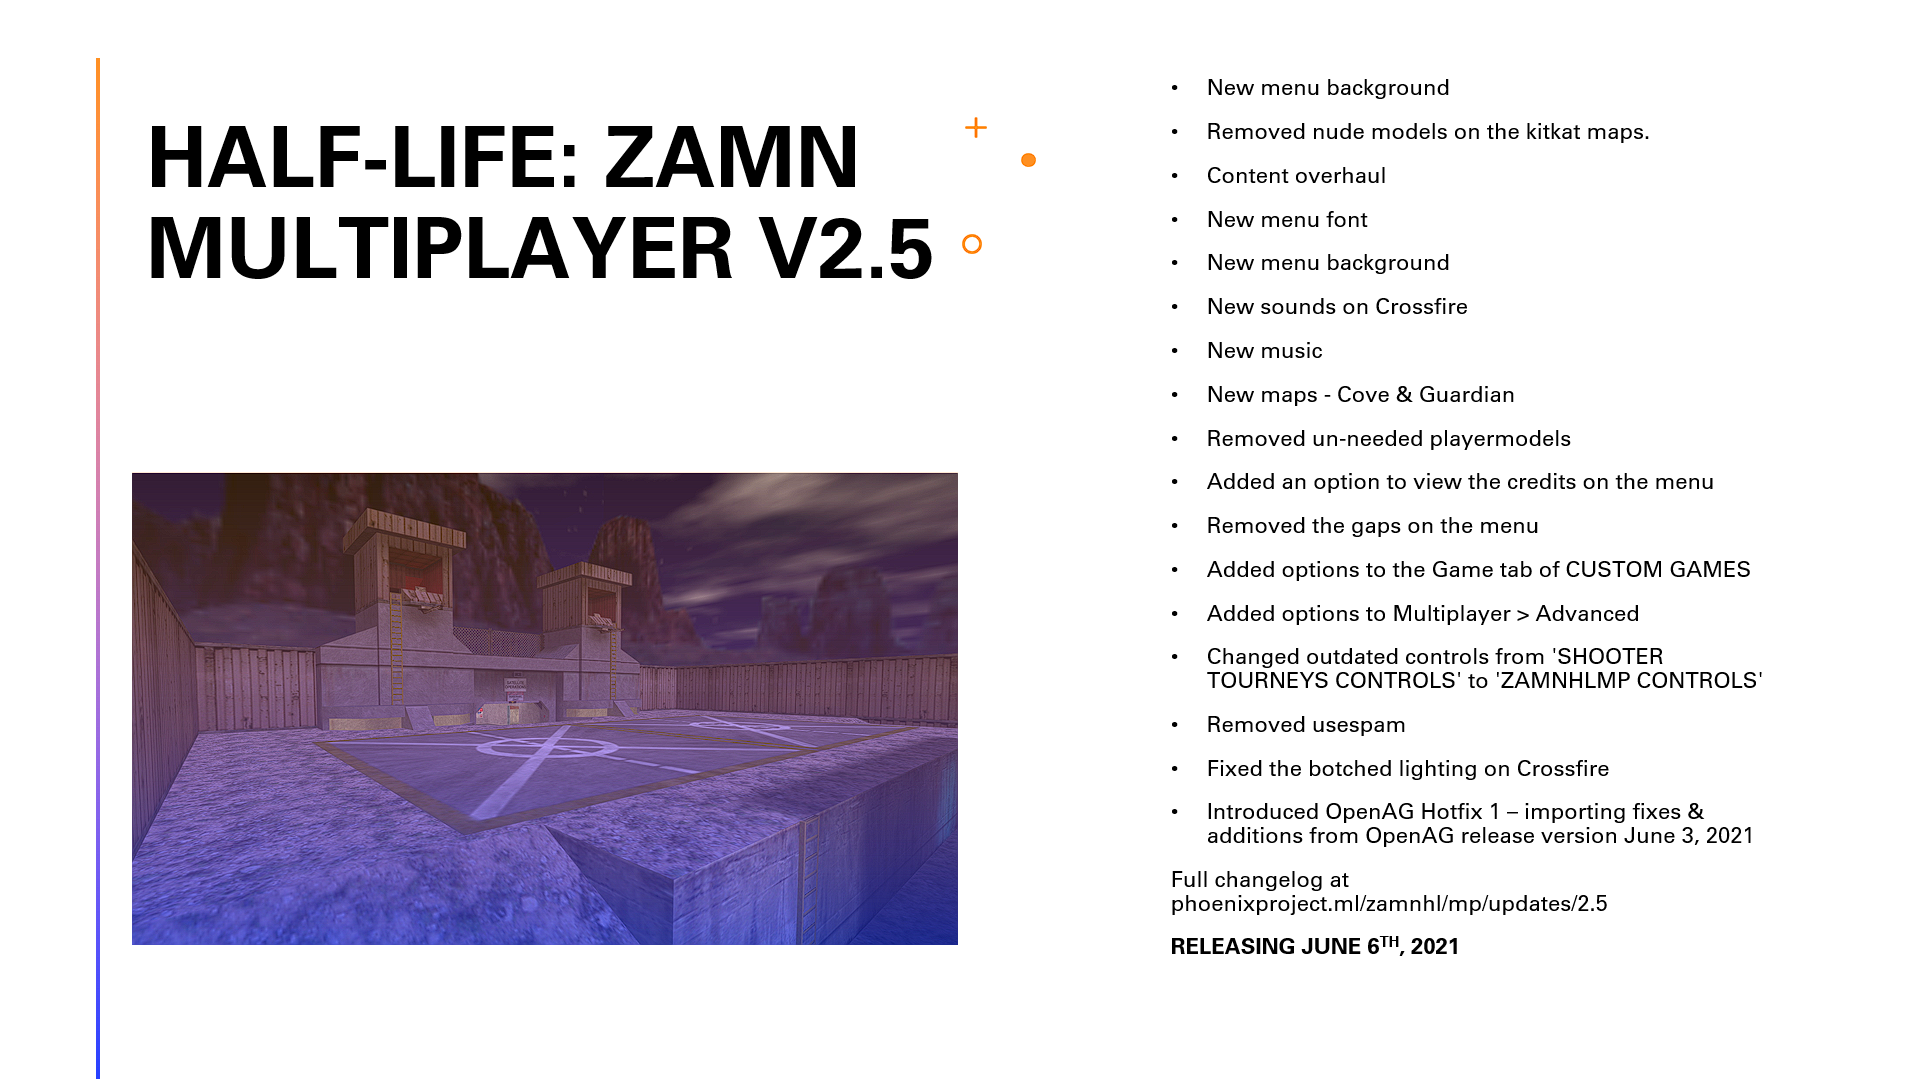 HALF-LIFE: ZAMN
MULTIPLAYER V2.5
• New menu background
• Removed nude models on the kitkat maps.
• Content overhaul
• New menu font
• New menu background
• New sounds on Crossfire
• New music
• New maps - Cove & Guardian
• Removed un-needed playermodels
• Added an option to view the credits on the menu
• Removed the gaps on the menu
• Added options to the Game tab of CUSTOM GAMES
• Added options to Multiplayer > Advanced
• Changed outdated controls from 'SHOOTER
TOURNEYS CONTROLS' to 'ZAMNHLMP CONTROLS'
• Removed usespam
• Fixed the botched lighting on Crossfire
• Introduced OpenAG Hotfix 1 – importing fixes &
additions from OpenAG release version June 3, 2021
Full changelog at
phoenixproject.ml/zamnhl/mp/updates/2.5
RELEASING JUNE 6TH, 2021